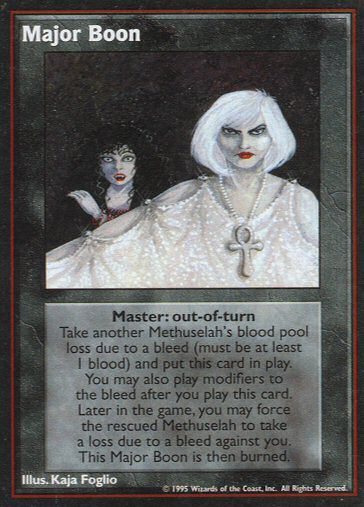 Major Boon
Master: out-of-turn
Take another Methuselah's blood pool
loss due to a bleed (must be at least
1 blood) and put this card in play.
You may also play modifiers to
the bleed after you play this card.
Later in the game, you may force
the rescued Methuselah to take
a loss due to a bleed against you.
This Major Boon is then burned.
Illus. Kaja Foglio
© 1995 Wizards of the Coast, Inc. All Rights Reserved.